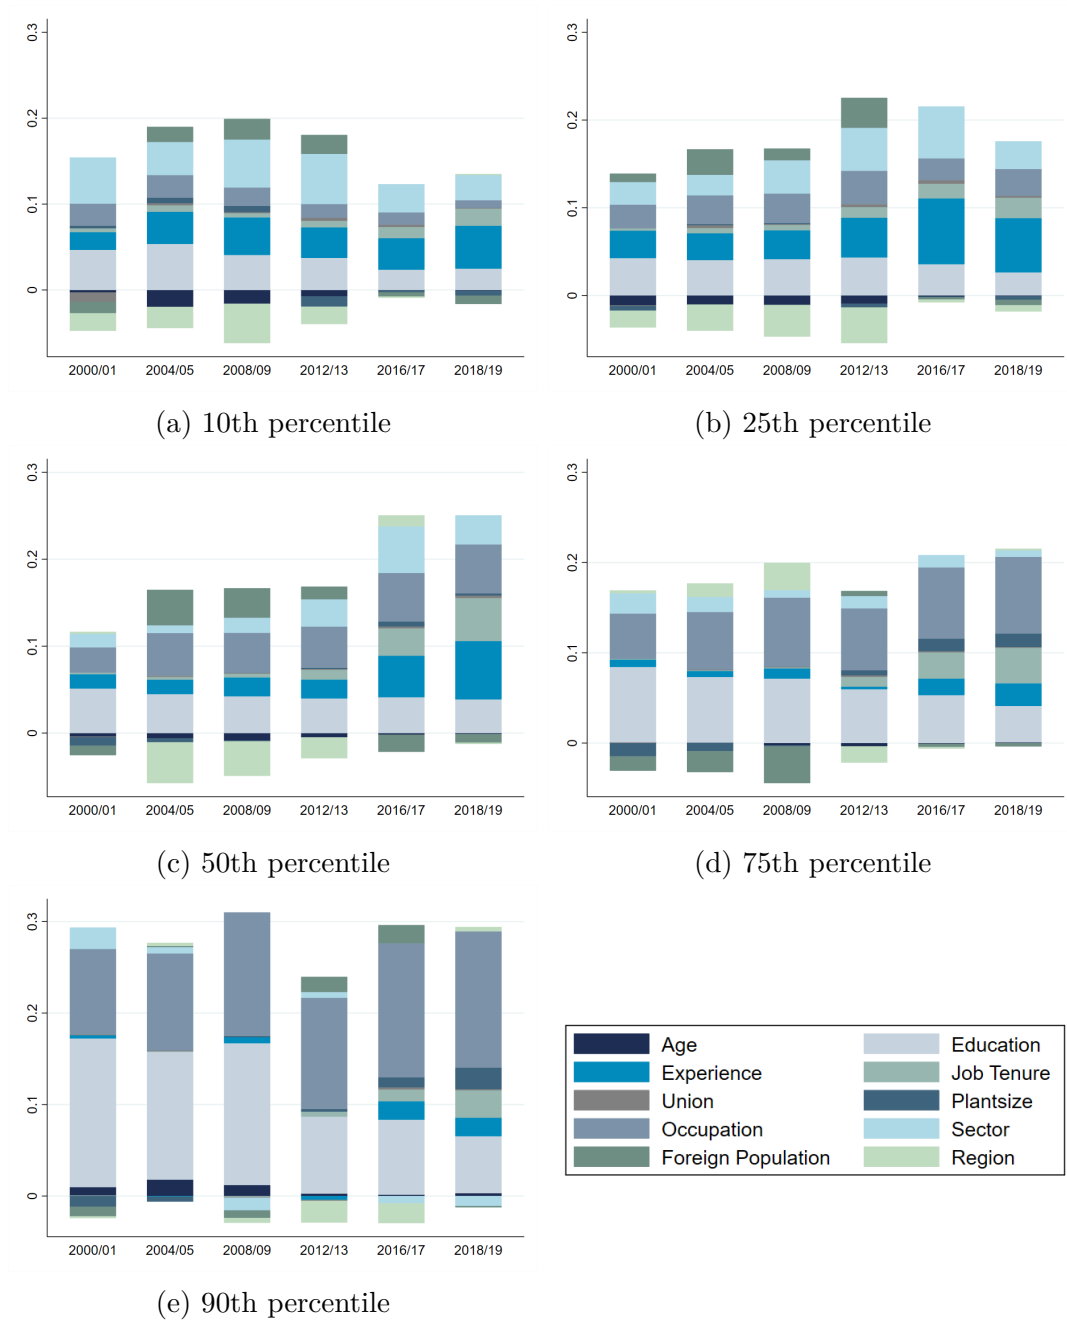 0.3
0.2
0.1
0
2000/01 2004/05 2008/09 2012/13 2016/17 2018/19
(a) 10th percentile
0.3
0.2
0.1
0
2000/01 2004/05 2008/09 2012/13 2016/17 2018/19
(b) 25th percentile
0.3
0.2
0.1
0
2000/01 2004/05 2008/09 2012/13 2016/17 2018/19
(c) 50th percentile
0.3
0.2
0.1
0
2000/01 2004/05 2008/09 2012/13 2016/17 2018/19
(d) 75th percentile
0.3
0.2
0.1
0
2000/01 2004/05 2008/09 2012/13 2016/17 2018/19
(e) 90th percentile
Age Education
Experience Job Tenure
Union Plantsize
Occupation Sector
Foreign Population Region